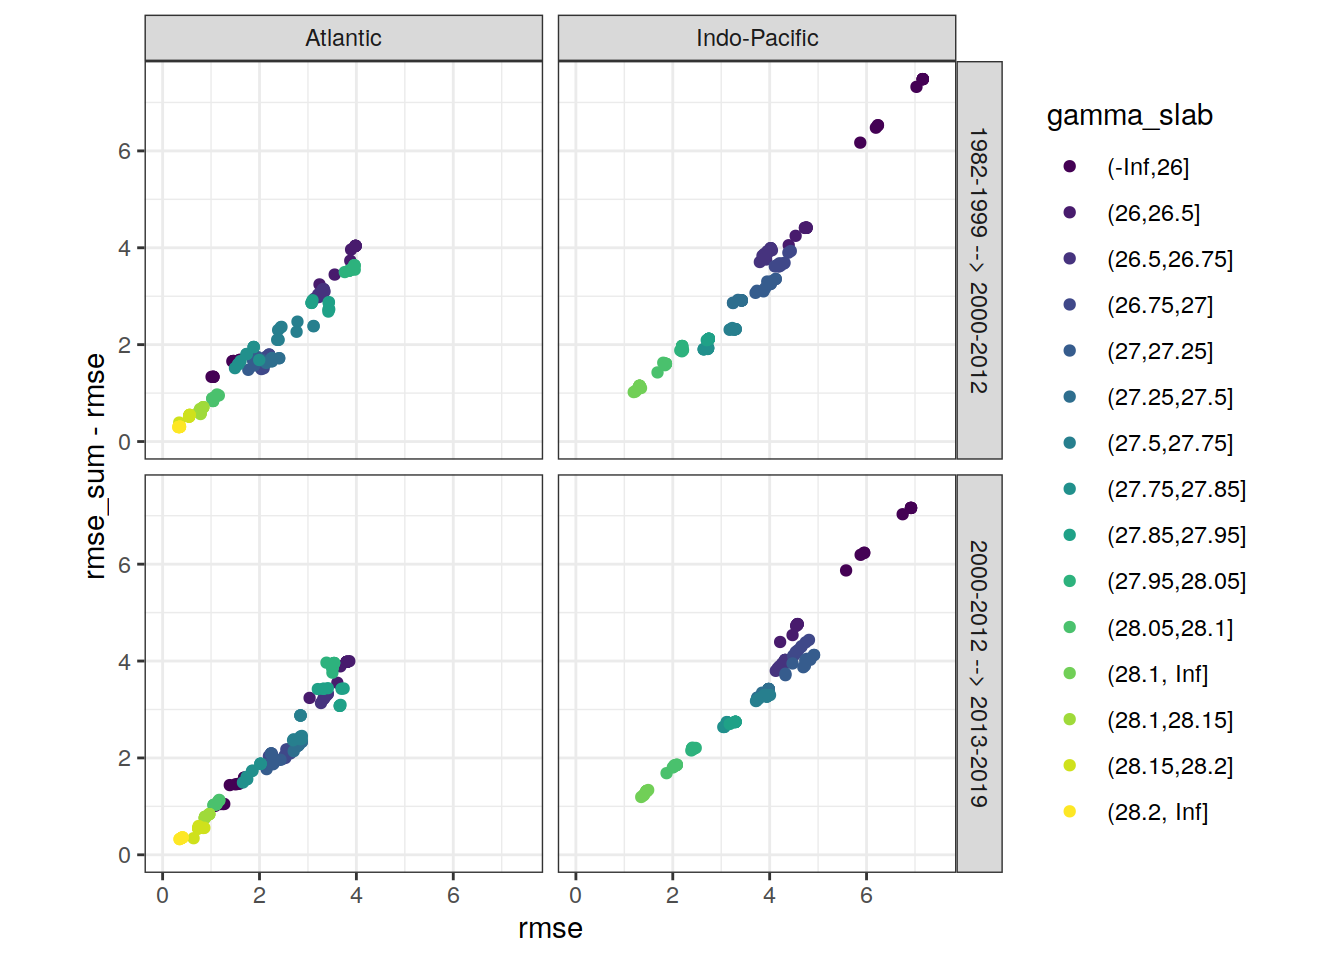 Atlantic
Indo-Pacific
6
4
2
0
1982-1999 --> 2000-2012
6
4
2
0
2000-2012 --> 2013-2019
0 2 4 6
0 2 4 6
rmse
rmse_sum - rmse
gamma_slab
(-Inf,26]
(26,26.5]
(26.5,26.75]
(26.75,27]
(27,27.25]
(27.25,27.5]
(27.5,27.75]
(27.75,27.85]
(27.85,27.95]
(27.95,28.05]
(28.05,28.1]
(28.1, Inf]
(28.1,28.15]
(28.15,28.2]
(28.2, Inf]